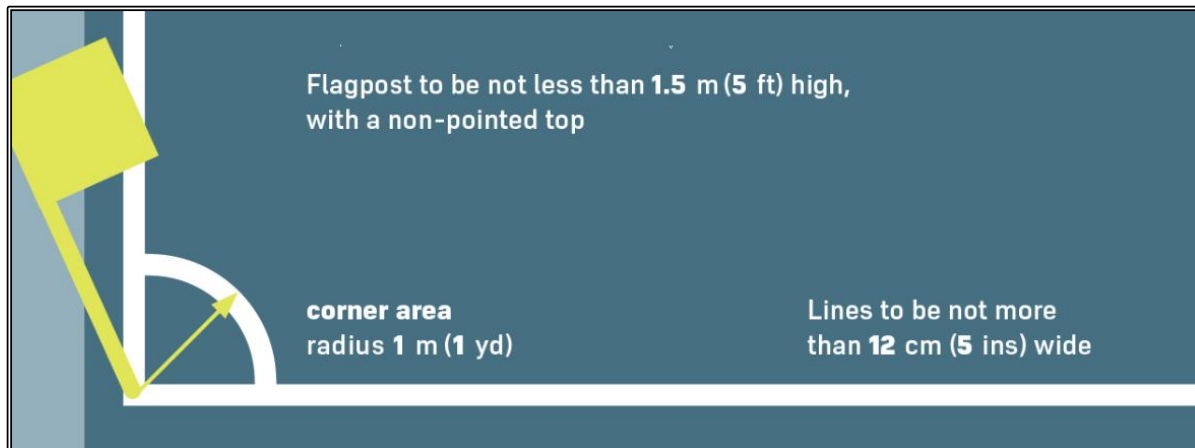 Flagpost to be not less than 1.5 m (5 ft) high,
with a non-pointed top
corner area
radius 1 m (1 yd)
Lines to be not more
than 12 cm (5 ins) wide